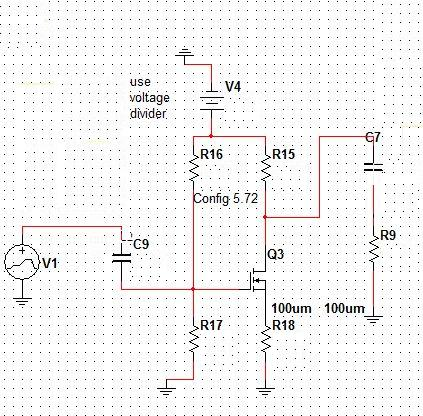 use
voltage
divider
V4
R16
R15
C7
Config 5.72
C9
R9
Q3
V1
100um
100um
R17
R18